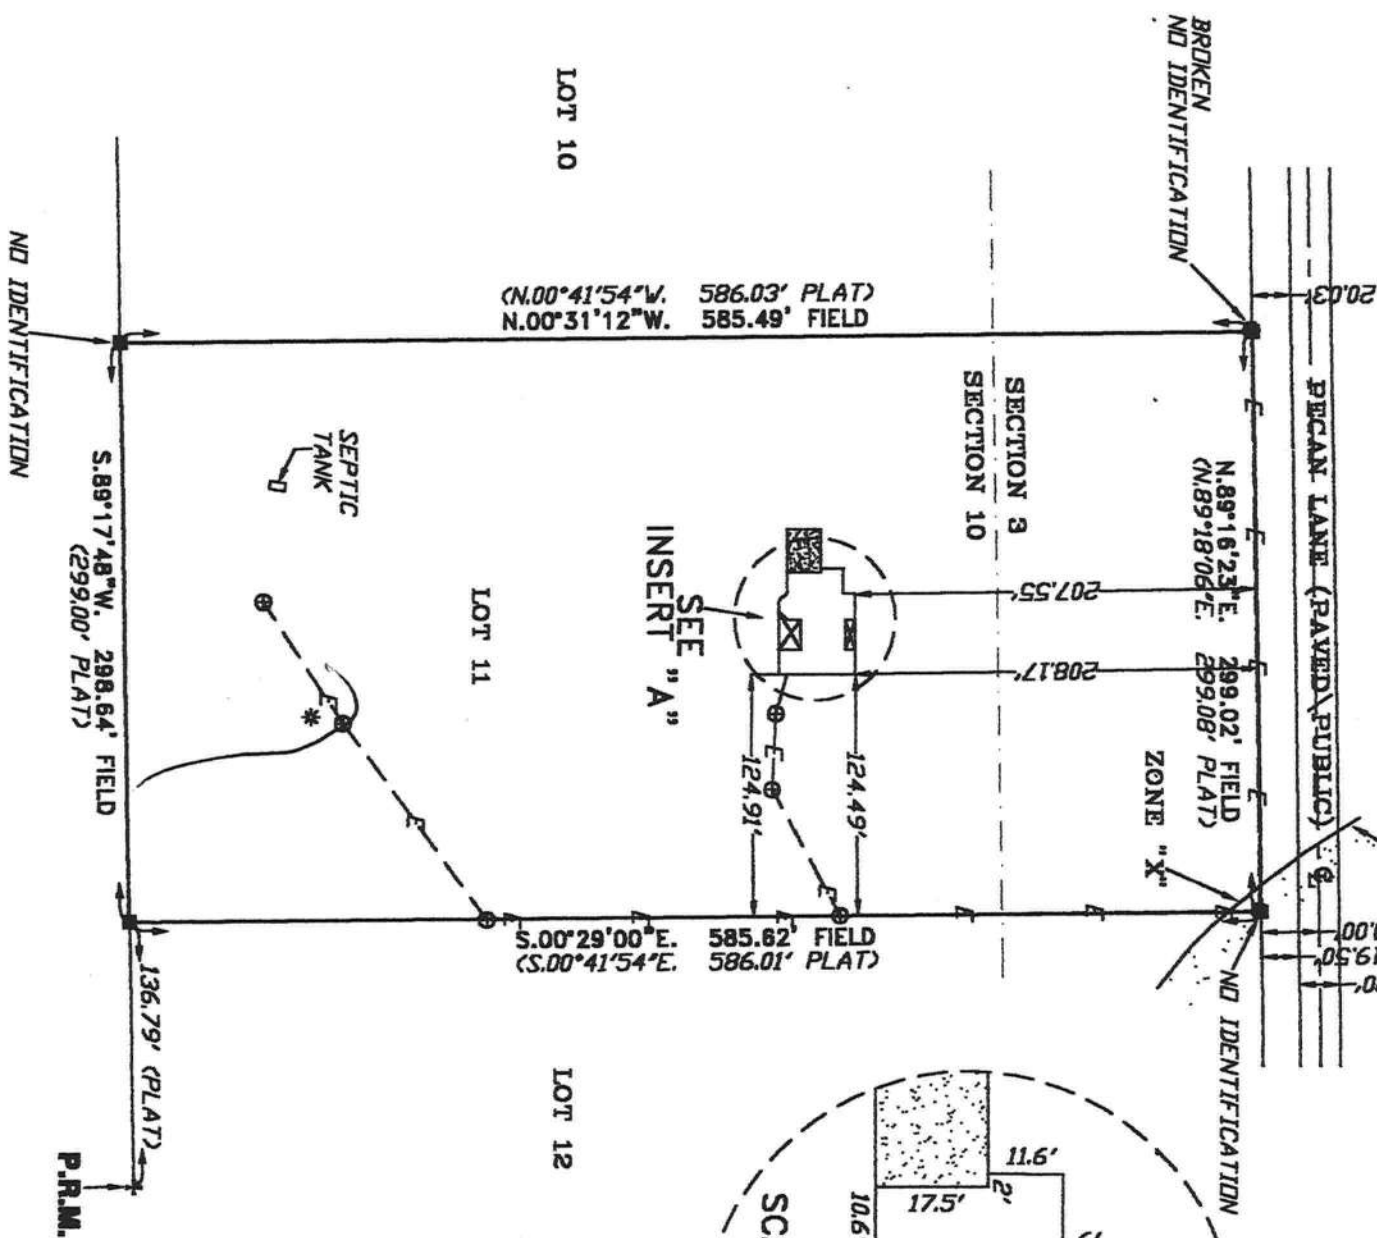 BROKEN
NO IDENTIFICATION
20.03'
PECAN LANE (PAVED\PUBLIC)
LOT 10
(N.00°41'54"W. 586.03' PLAT)
N.00°31'12"W. 585.49' FIELD
NO IDENTIFICATION
SECTION 3
SECTION 10
N.89°16'23"E. 299.02' FIELD
(N.89°18'06"E. 299.08' PLAT)
207.55'
208.17'
SEPTIC
TANK
SEE
INSERT "A"
LOT 11
S.89°17'48"W. 298.64' FIELD
(299.00' PLAT)
124.49'
124.91'
ZONE "X"
S.00°29'00"E. 585.62' FIELD
(S.00°41'54"E. 586.01' PLAT)
19.50'
NO IDENTIFICATION
136.79' (PLAT)
P.R.M.
LOT 12
11.6'
2'
17.5'
10.6
SC